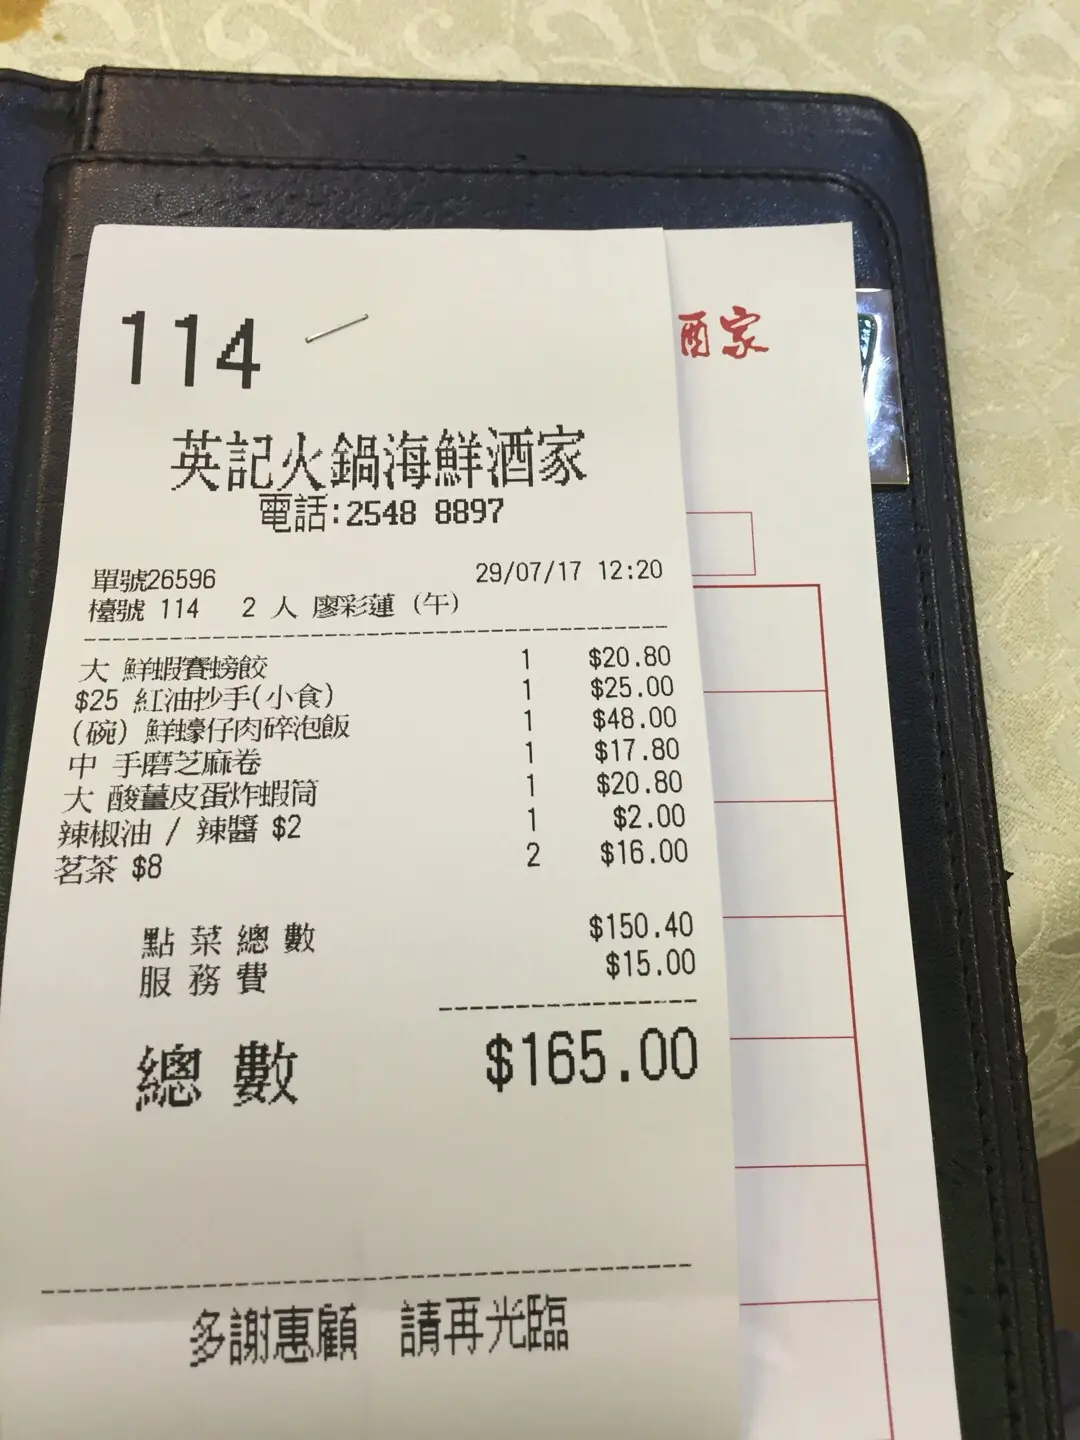 114
酒家
英記火鍋海鮮酒家
電話:2548 8897
單號26596 29/07/17 12:20
檯號 114 2 人 廖彩蓮 (午)
大 鮮蝦賽螃餃 1 $20.80
$25 紅油抄手(小食) 1 $25.00
(碗) 鮮蠔仔肉碎泡飯 1 $48.00
中 手磨芝麻卷 1 $17.80
大 酸薑皮蛋炸蝦筒 1 $20.80
辣椒油 / 辣醬 $2 1 $2.00
茗茶 $8 2 $16.00
點菜總數 $150.40
服務費 $15.00
總數 $165.00
多謝惠顧 請再光臨